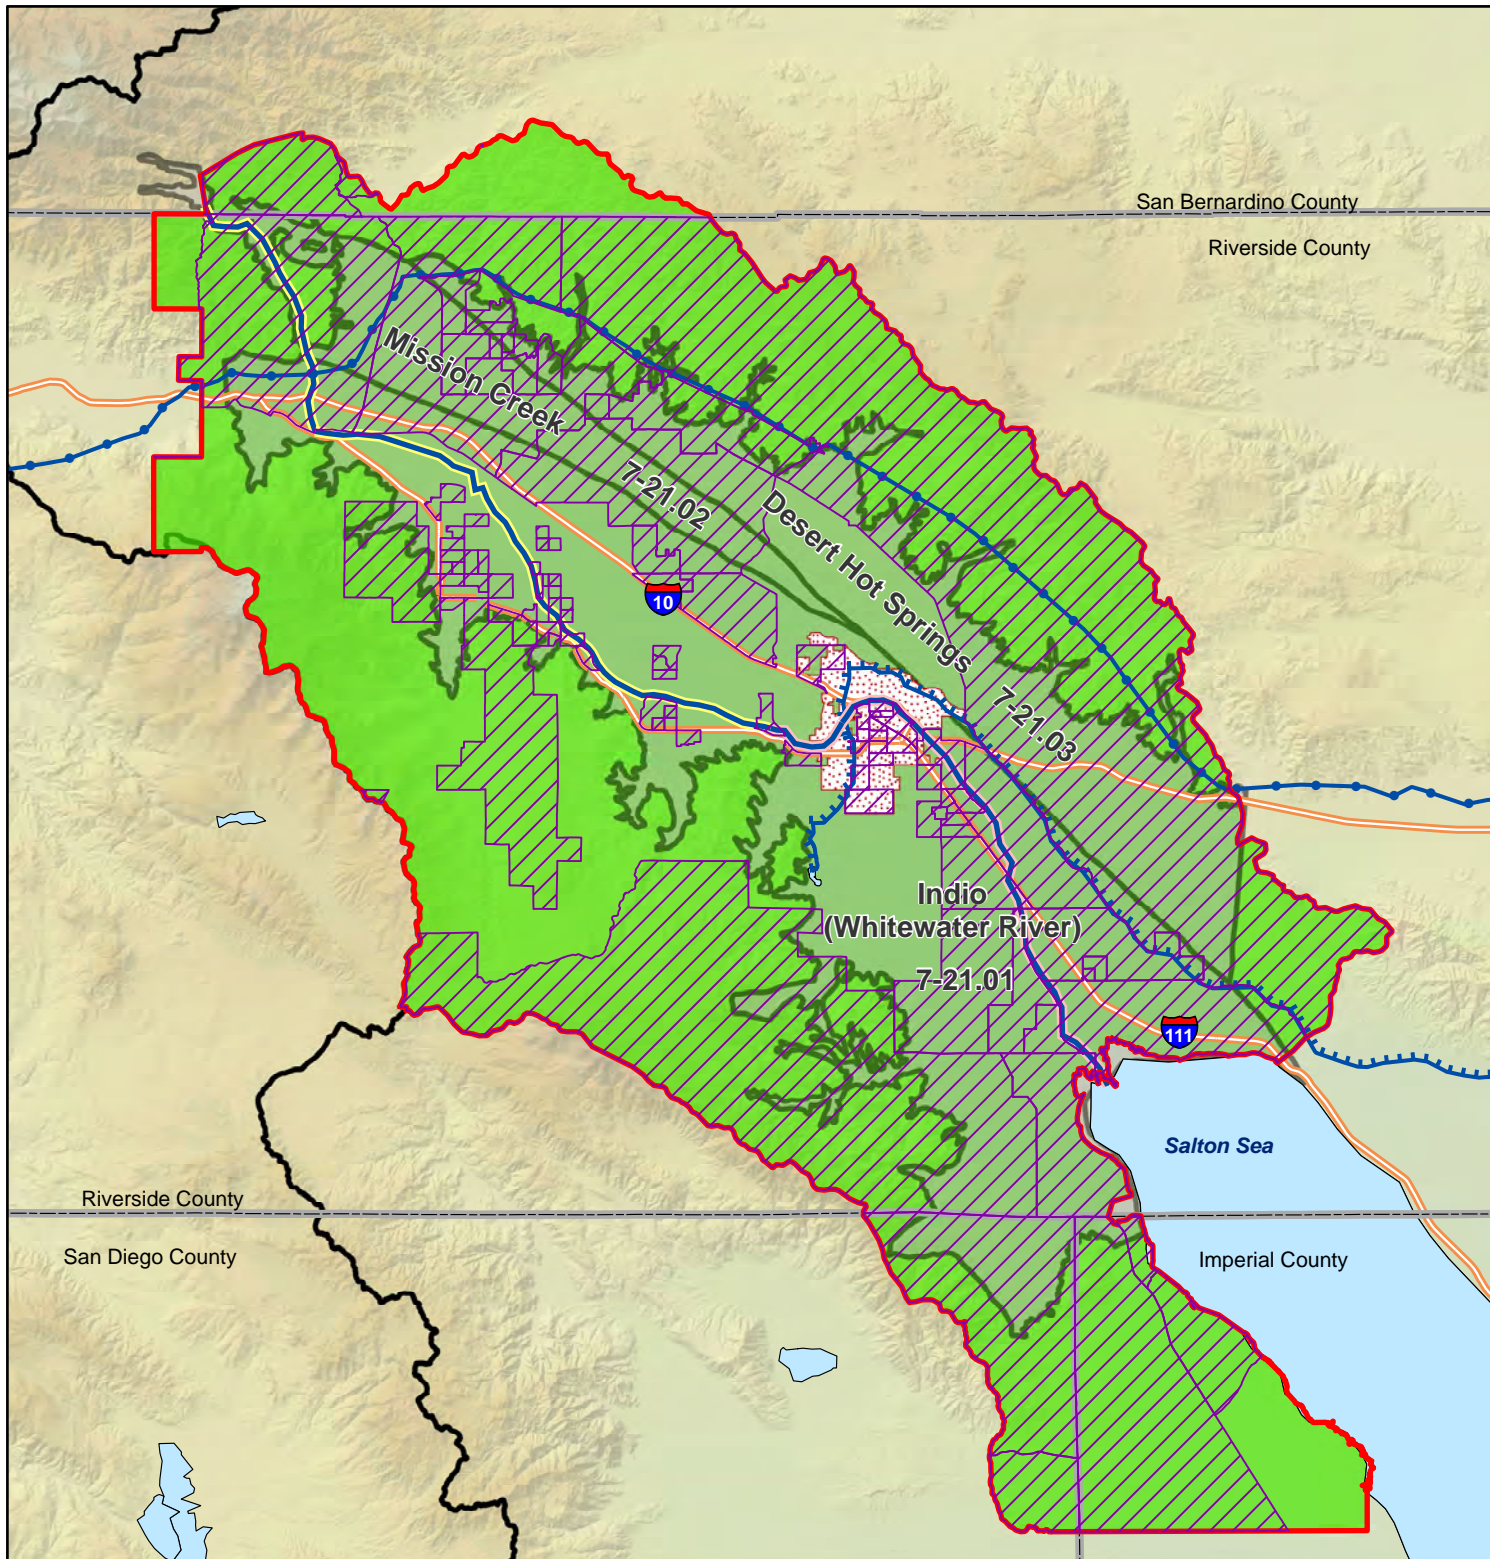 San Bernardino County
Riverside County
Mission Creek
7-21.02
Desert Hot Springs
10
7-21.03
Indio
(Whitewater River)
7-21.01
111
Salton Sea
Riverside County
San Diego County
Imperial County